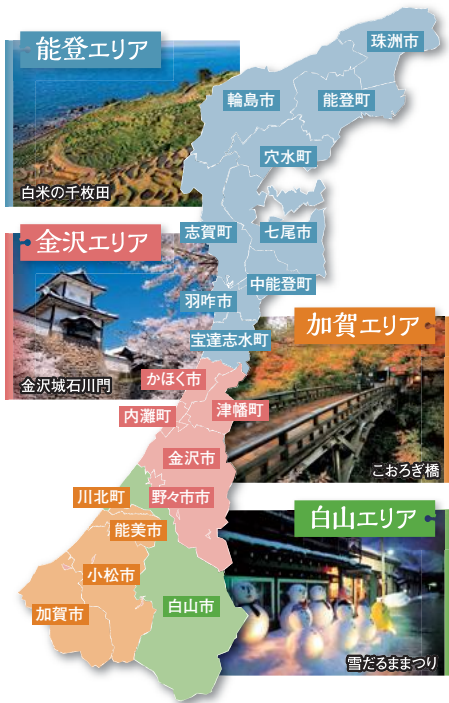 能登エリア
白米の千枚田
珠洲市
輪島市
能登町
穴水町
志賀町
七尾市
中能登町
羽咋市
宝達志水町
金沢エリア
金沢城石川門
かほく市
内灘町
津幡町
金沢市
野々市市
加賀エリア
こおろぎ橋
川北町
能美市
小松市
加賀市
白山市
白山エリア
雪だるままつり